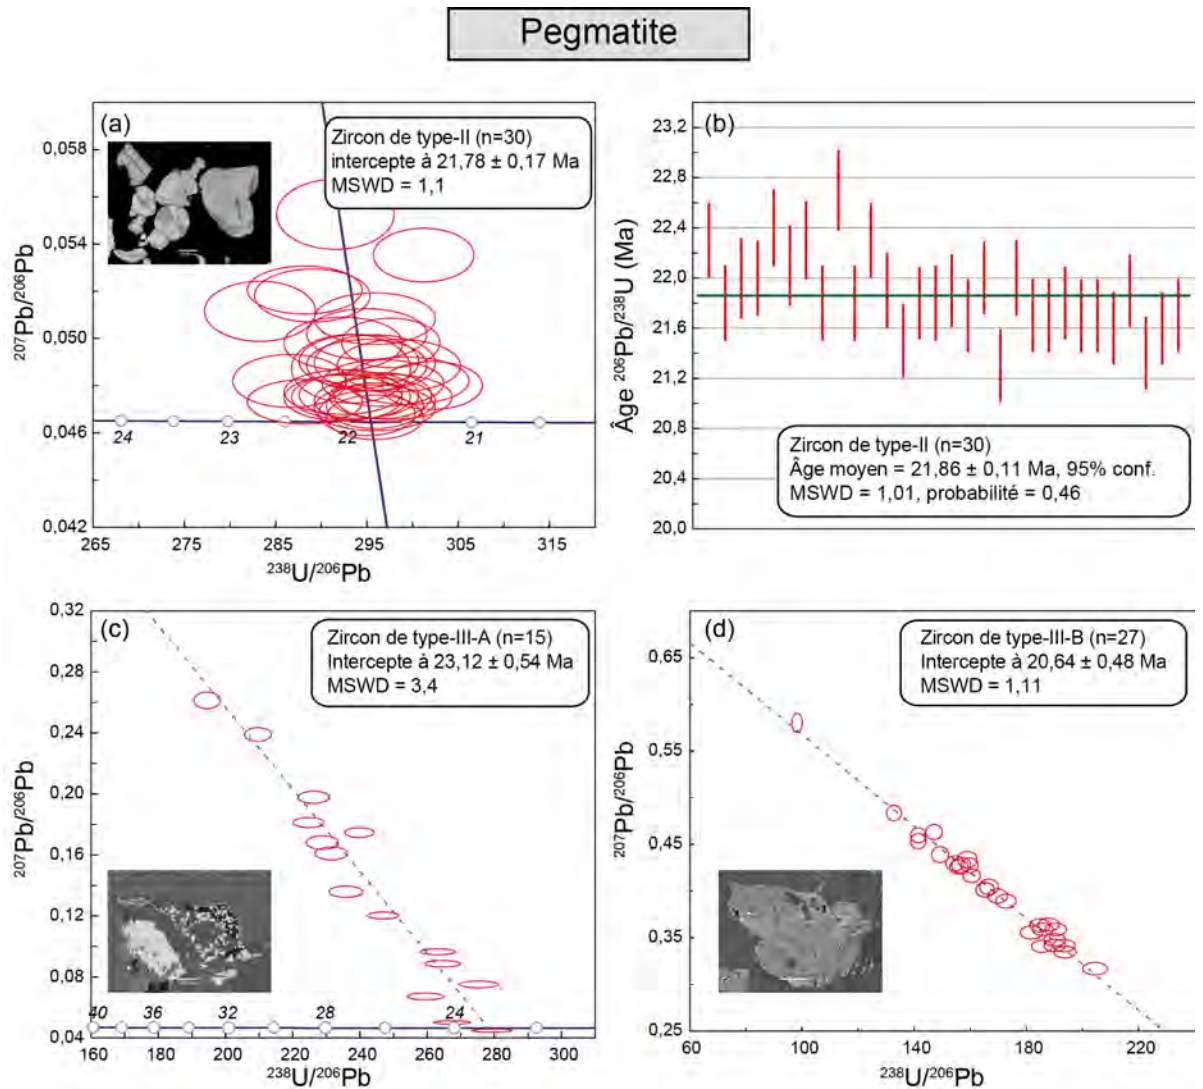 Pegmatite
(a)
Zircon de type-II (n=30)
intercepte à 21,78 ± 0,17 Ma
MSWD = 1,1
0,058
0,054
0,050
0,046
0,042
²⁰⁷Pb/²⁰⁶Pb
24
23
22
21
265
275
285
295
305
315
²³⁸U/²⁰⁶Pb
(b)
23,2
22,8
22,4
22,0
21,6
21,2
20,8
20,4
20,0
Âge ²⁰⁶Pb/²³⁸U (Ma)
Zircon de type-II (n=30)
Âge moyen = 21,86 ± 0,11 Ma, 95% conf.
MSWD = 1,01, probabilité = 0,46
(c)
Zircon de type-III-A (n=15)
Intercepte à 23,12 ± 0,54 Ma
MSWD = 3,4
0,32
0,28
0,24
0,20
0,16
0,12
0,08
0,04
²⁰⁷Pb/²⁰⁶Pb
40
36
32
28
24
160
180
200
220
240
260
280
300
²³⁸U/²⁰⁶Pb
(d)
Zircon de type-III-B (n=27)
Intercepte à 20,64 ± 0,48 Ma
MSWD = 1,11
0,65
0,55
0,45
0,35
0,25
²⁰⁷Pb/²⁰⁶Pb
60
100
140
180
220
²³⁸U/²⁰⁶Pb